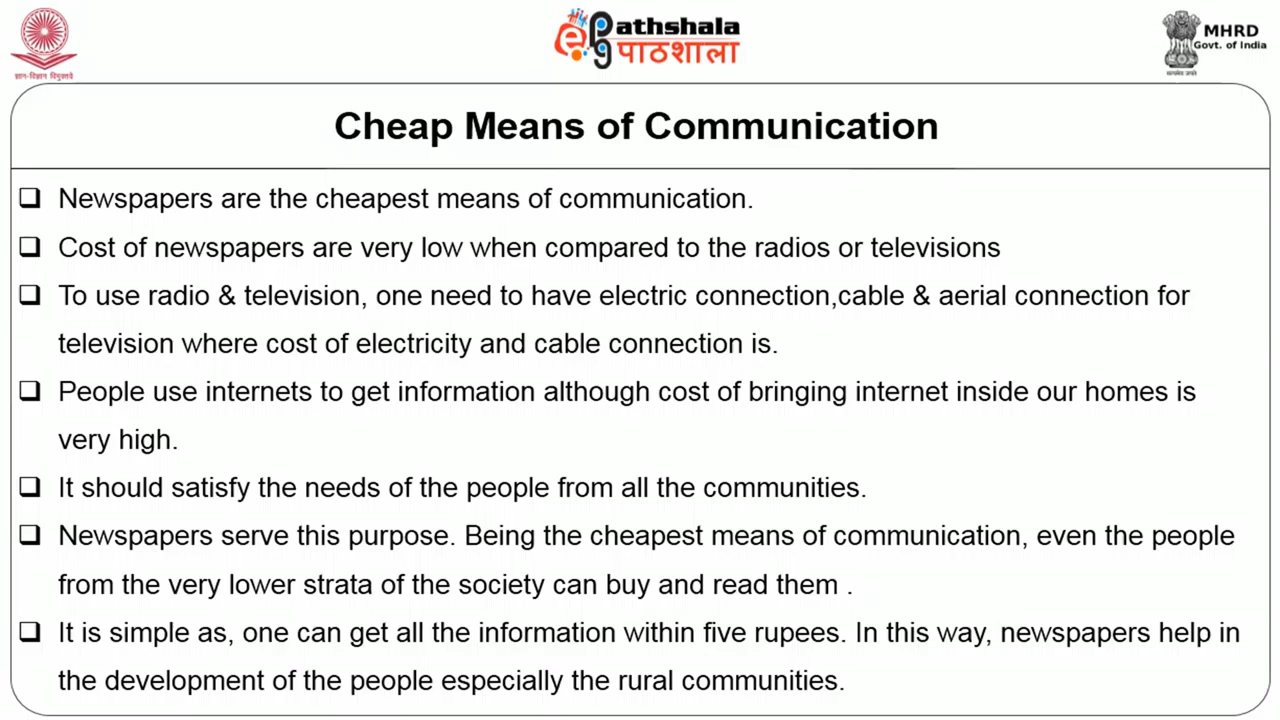 ज्ञान-विज्ञान विमुक्तये
ePathshala
पाठशाला
MHRD
Govt. of India
सत्यमेव जयते
Cheap Means of Communication
Newspapers are the cheapest means of communication.
Cost of newspapers are very low when compared to the radios or televisions
To use radio & television, one need to have electric connection,cable & aerial connection for
television where cost of electricity and cable connection is.
People use internets to get information although cost of bringing internet inside our homes is
very high.
It should satisfy the needs of the people from all the communities.
Newspapers serve this purpose. Being the cheapest means of communication, even the people
from the very lower strata of the society can buy and read them .
It is simple as, one can get all the information within five rupees. In this way, newspapers help in
the development of the people especially the rural communities.